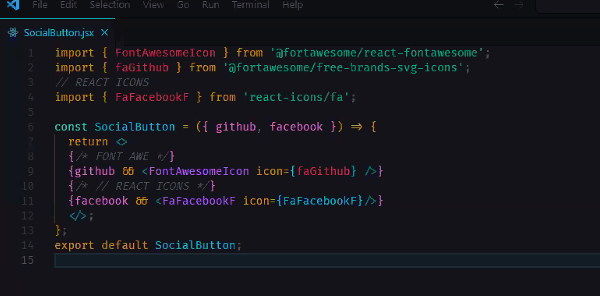 File Edit Selection View Go Run Terminal Help
SocialButton.jsx
1 import { FontAwesomeIcon } from '@fortawesome/react-fontawesome';
2 import { faGithub } from '@fortawesome/free-brands-svg-icons';
3 // REACT ICONS
4 import { FaFacebookF } from 'react-icons/fa';
5
6 const SocialButton = ({ github, facebook }) => {
7 return <>
8 {/* FONT AWE */}
9 {github && <FontAwesomeIcon icon={faGithub} />}
10 {/* // REACT ICONS */}
11 {facebook && <FaFacebookF icon={FaFacebookF}/>}
12 </>;
13 };
14 export default SocialButton;
15